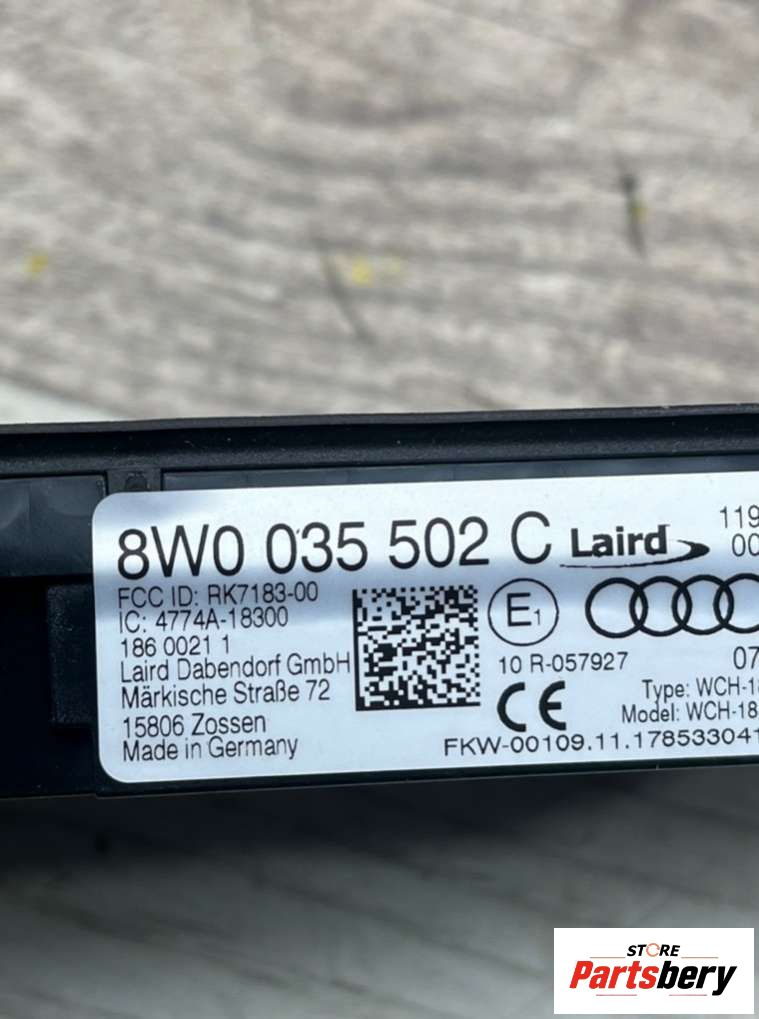 8W0 035 502 C Laird
119
00
FCC ID: RK7183-00
IC: 4774A-18300
186 0021 1
Laird Dabendorf GmbH
Märkische Straße 72
15806 Zossen
Made in Germany
E1
10 R-057927
07
CE
Type: WCH-18
Model: WCH-18
FKW-00109.11.178533041
STORE
Partsbery